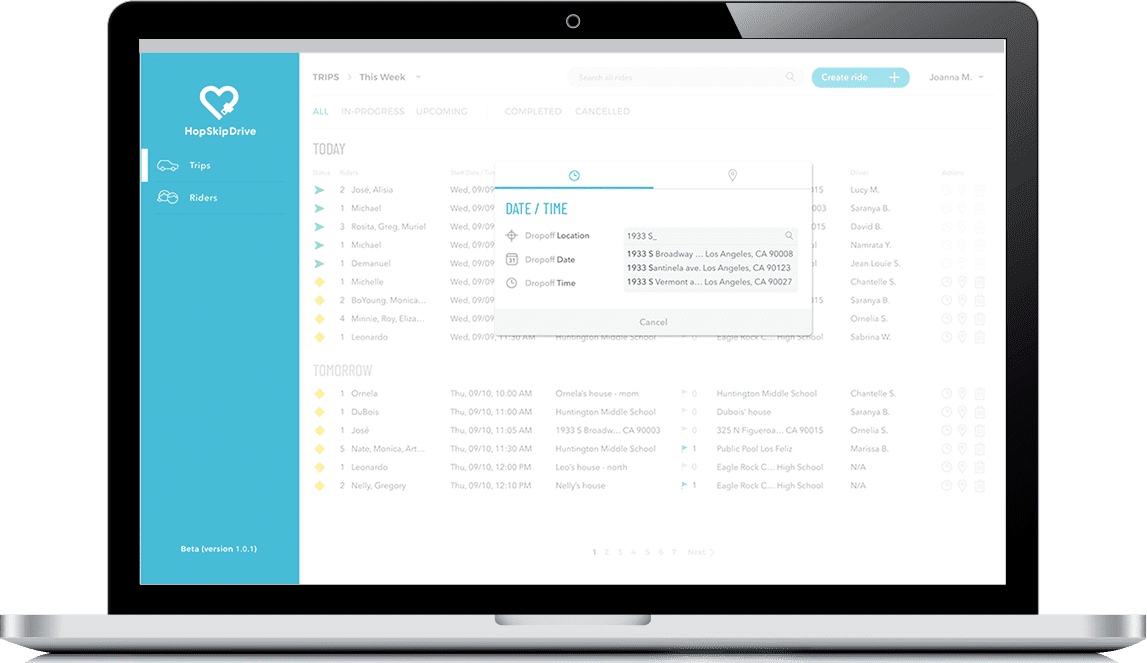 HopSkipDrive
Trips
Riders
Beta (version 1.0.1)
TRIPS > This Week
Search all rides
Create ride +
Joanna M.
ALL IN-PROGRESS UPCOMING COMPLETED CANCELLED
TODAY
Status Riders Start Date / Time Driver Actions
2 José, Alisia Wed, 09/09 015 Lucy M.
1 Michael Wed, 09/09 003 Saranya B.
3 Rosita, Greg, Muriel Wed, 09/09 015 David B.
1 Michael Wed, 09/09 Namrata Y.
1 Demanuel Wed, 09/09 Jean Louie S.
1 Michelle Wed, 09/09 Chantelle S.
2 BoYoung, Monica... Wed, 09/09 015 Saranya B.
4 Minnie, Roy, Eliza... Wed, 09/09 Ornelia S.
1 Leonardo Wed, 09/09, 11:30 AM Huntington Middle School 0 Eagle Rock C... High School Sabrina W.
DATE / TIME
Dropoff Location 1933 S_
1933 S Broadway ... Los Angeles, CA 90008
1933 Santinela ave. Los Angeles, CA 90123
1933 S Vermont a... Los Angeles, CA 90027
31 Dropoff Date
Dropoff Time
Cancel
TOMORROW
1 Ornela Thu, 09/10, 10:00 AM Ornela's house - mom 0 Huntington Middle School Chantelle S.
1 DuBois Thu, 09/10, 11:00 AM Huntington Middle School 0 Dubois' house Saranya B.
1 José Thu, 09/10, 11:05 AM 1933 S Broadw... CA 90003 0 325 N Figueroa... CA 90015 Ornelia S.
5 Nate, Monica, Art... Thu, 09/10, 11:30 AM Huntington Middle School 1 Public Pool Los Feliz Marissa B.
1 Leonardo Thu, 09/10, 12:00 PM Leo's house - north 0 Eagle Rock C... High School N/A
2 Nelly, Gregory Thu, 09/10, 12:10 PM Nelly's house 1 Eagle Rock C... High School N/A
1 2 3 4 5 6 7 Next >